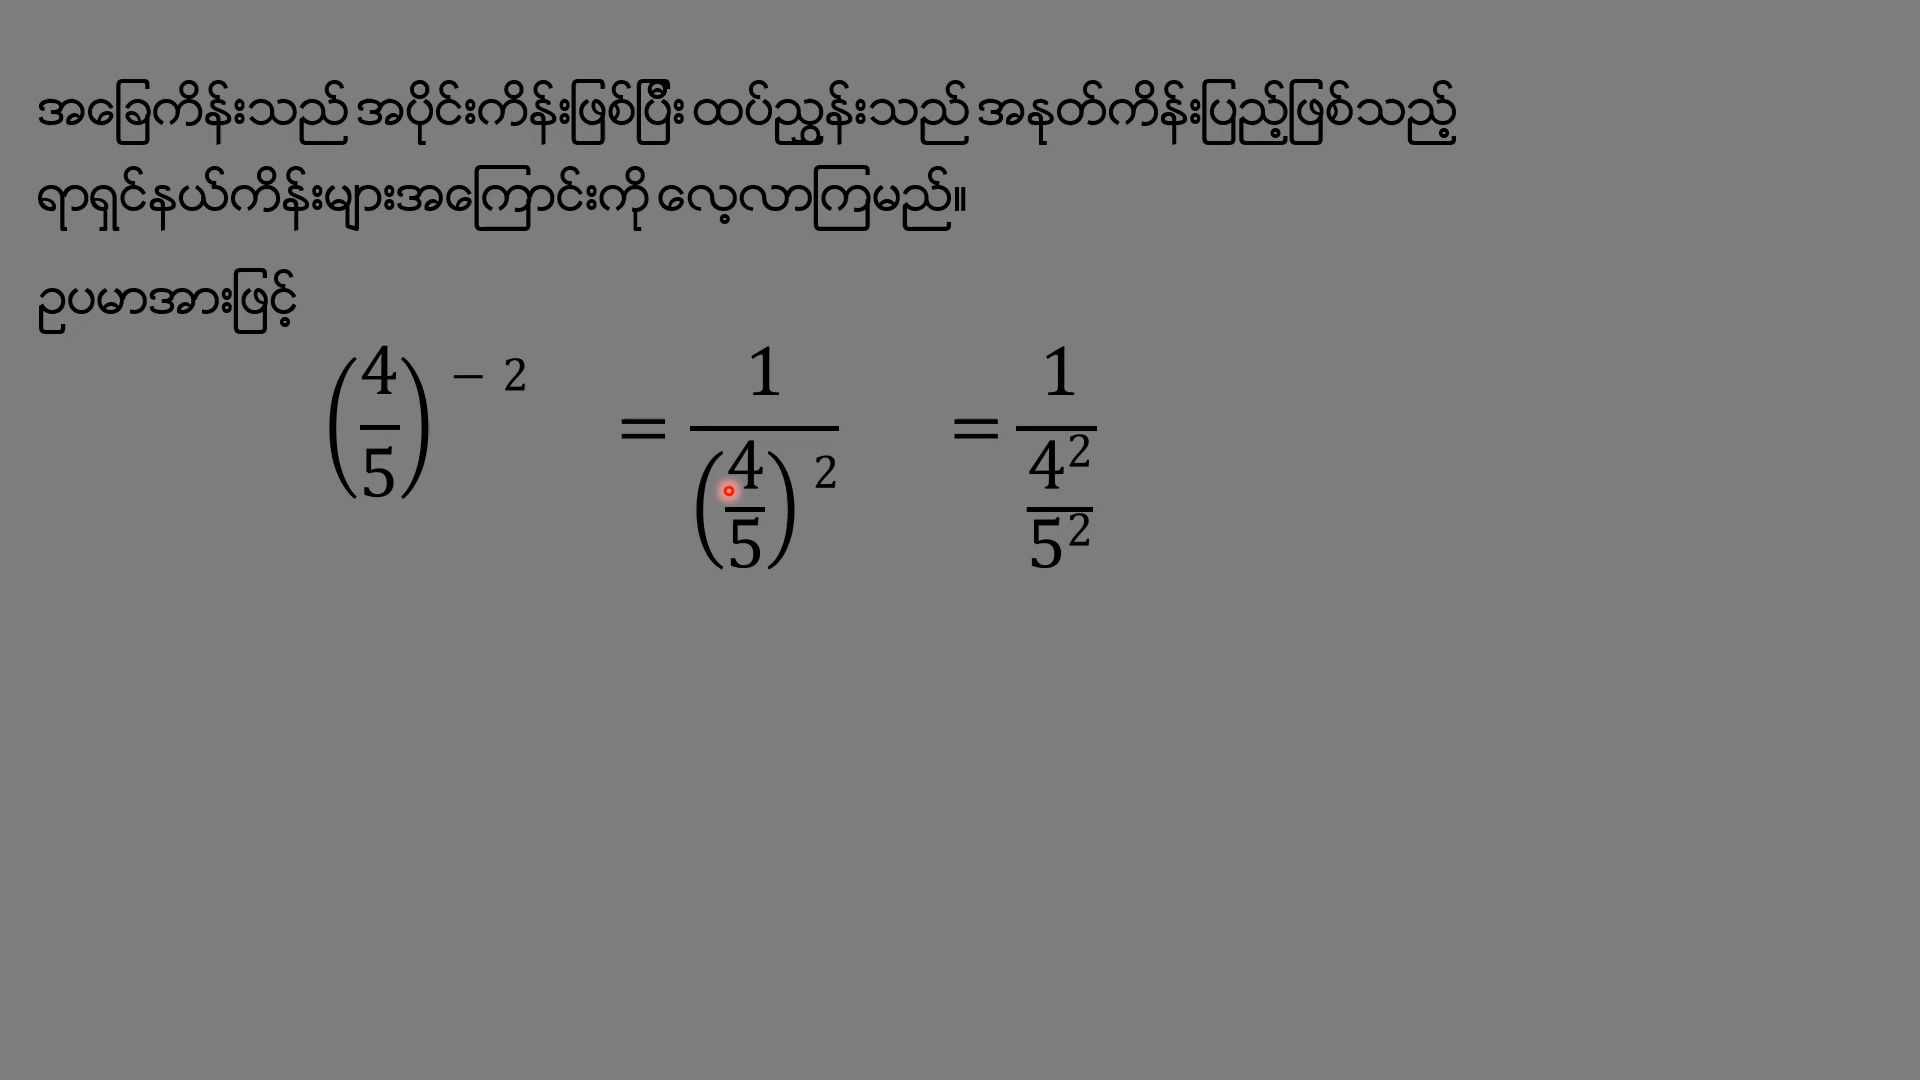 အခြေကိန်းသည် အပိုင်းကိန်းဖြစ်ပြီး ထပ်ညွှန်းသည် အနုတ်ကိန်းပြည့်ဖြစ်သည့်
ရာရှင်နယ်ကိန်းများအကြောင်းကို လေ့လာကြမည်။
ဥပမာအားဖြင့်
(4/5)^{− 2} = 1/(4/5)^2 = 1/(4^2/5^2)